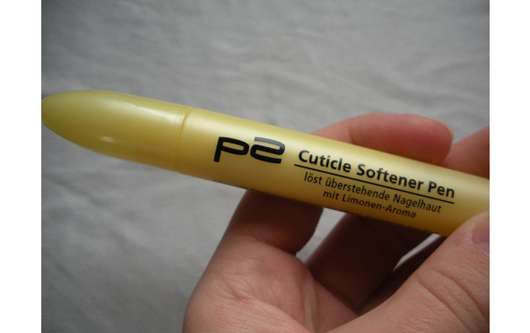 p2 Cuticle Softener Pen
löst überstehende Nagelhaut
mit Limonen-Aroma